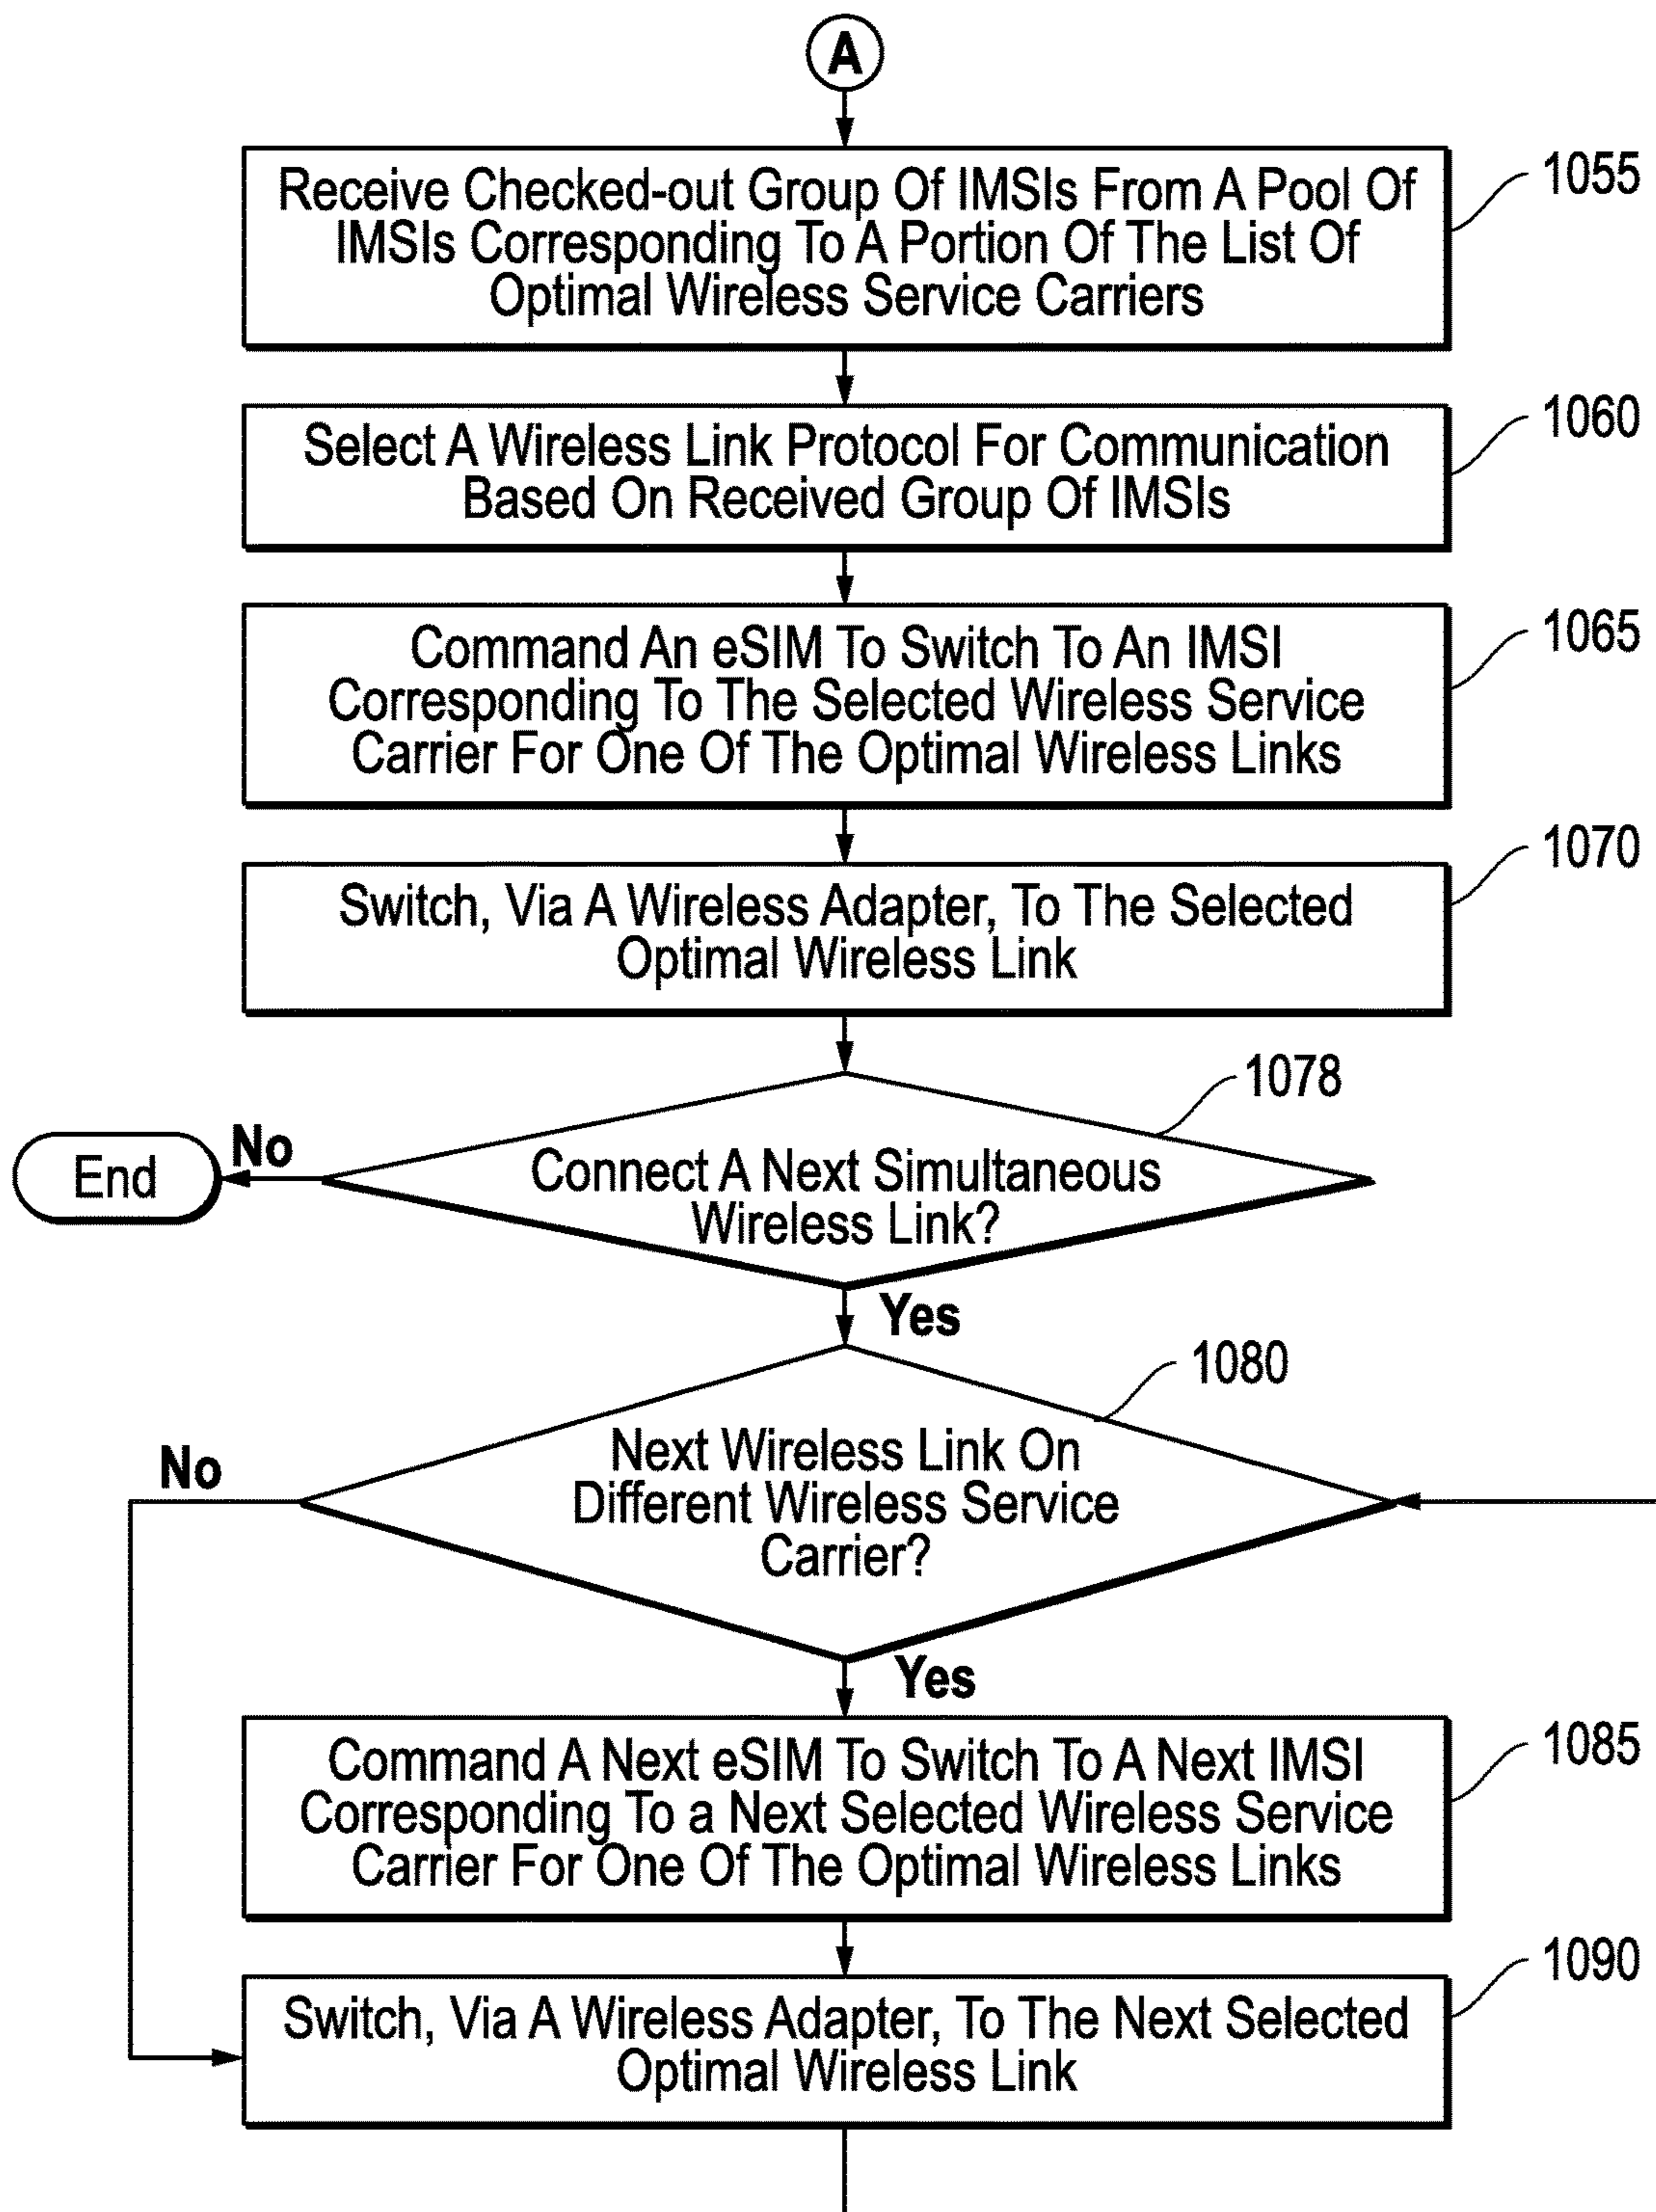 A
Receive Checked-out Group Of IMSIs From A Pool Of
IMSIs Corresponding To A Portion Of The List Of
Optimal Wireless Service Carriers
1055
Select A Wireless Link Protocol For Communication
Based On Received Group Of IMSIs
1060
Command An eSIM To Switch To An IMSI
Corresponding To The Selected Wireless Service
Carrier For One Of The Optimal Wireless Links
1065
Switch, Via A Wireless Adapter, To The Selected
Optimal Wireless Link
1070
1078
Connect A Next Simultaneous
Wireless Link?
No
End
Yes
1080
Next Wireless Link On
Different Wireless Service
Carrier?
No
Yes
Command A Next eSIM To Switch To A Next IMSI
Corresponding To a Next Selected Wireless Service
Carrier For One Of The Optimal Wireless Links
1085
Switch, Via A Wireless Adapter, To The Next Selected
Optimal Wireless Link
1090